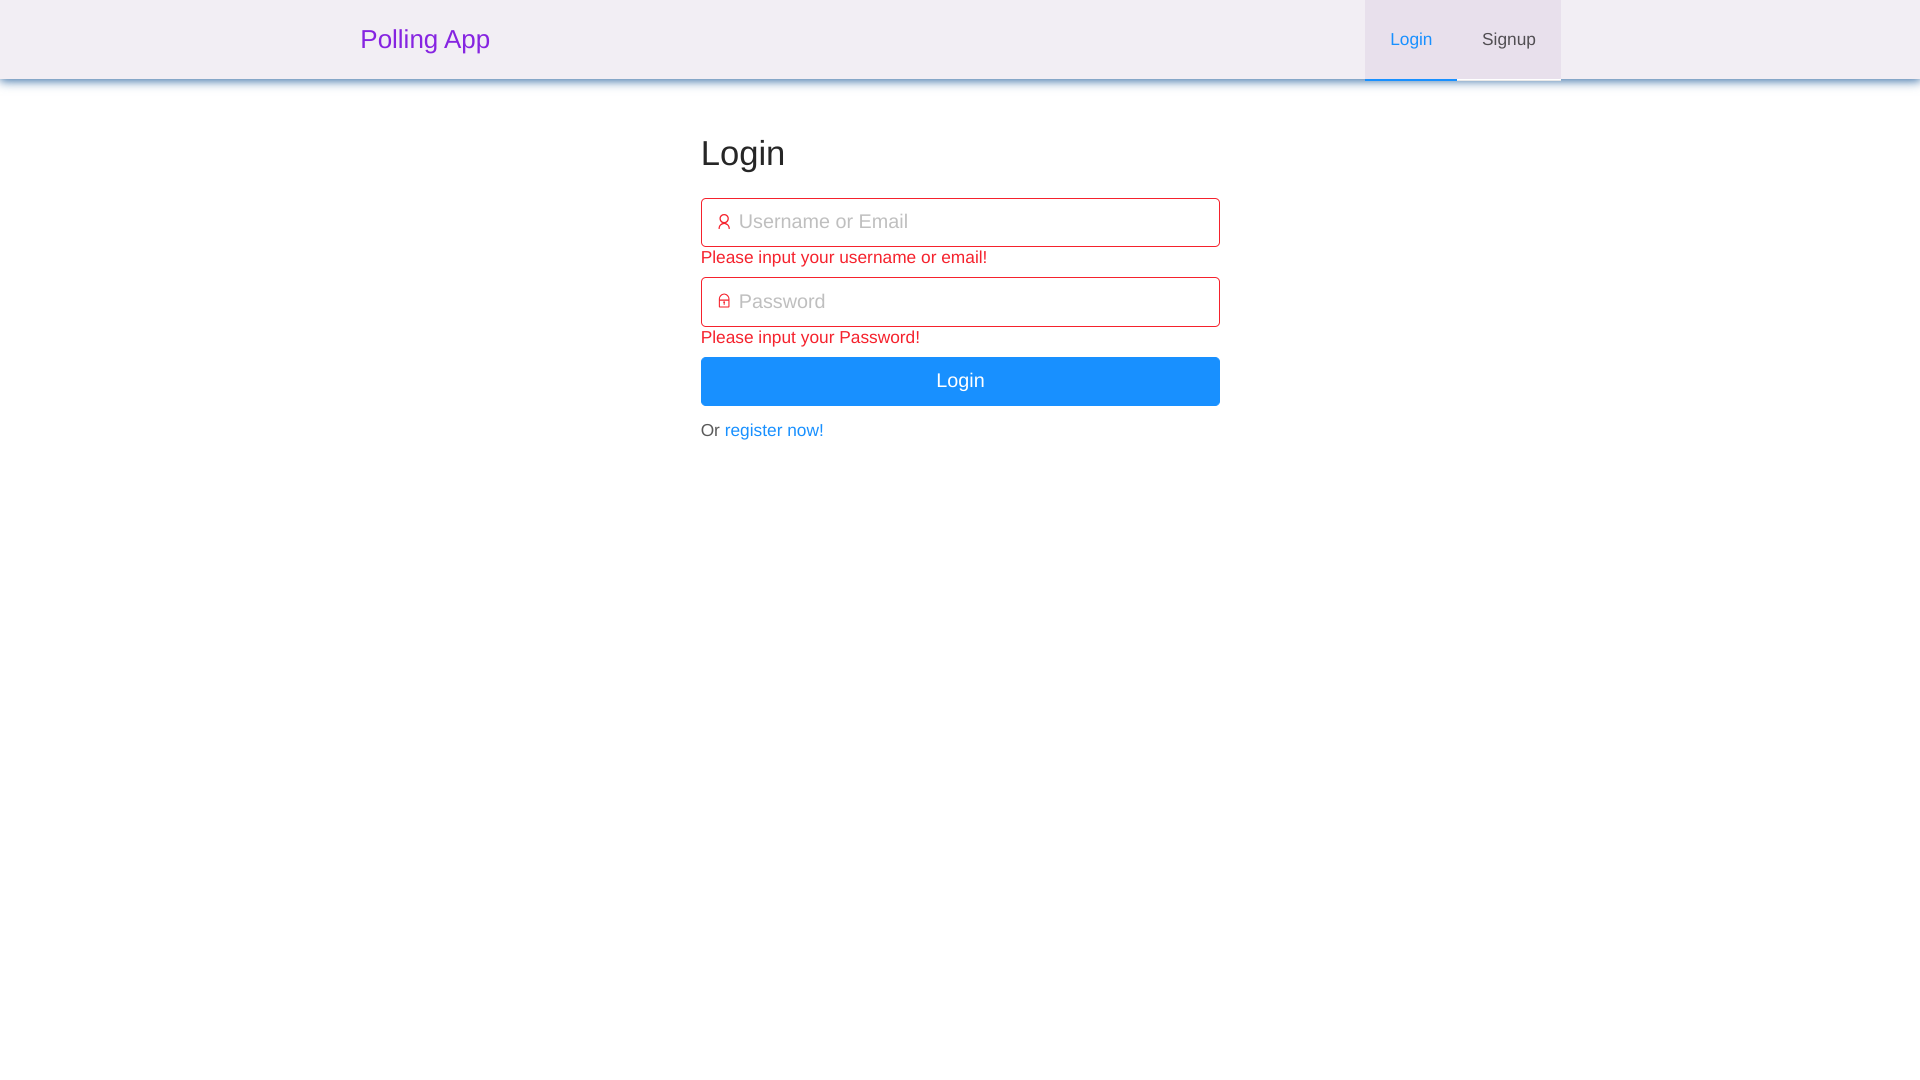 Polling App
Login
Signup
Login
Username or Email
Please input your username or email!
Password
Please input your Password!
Login
Or register now!